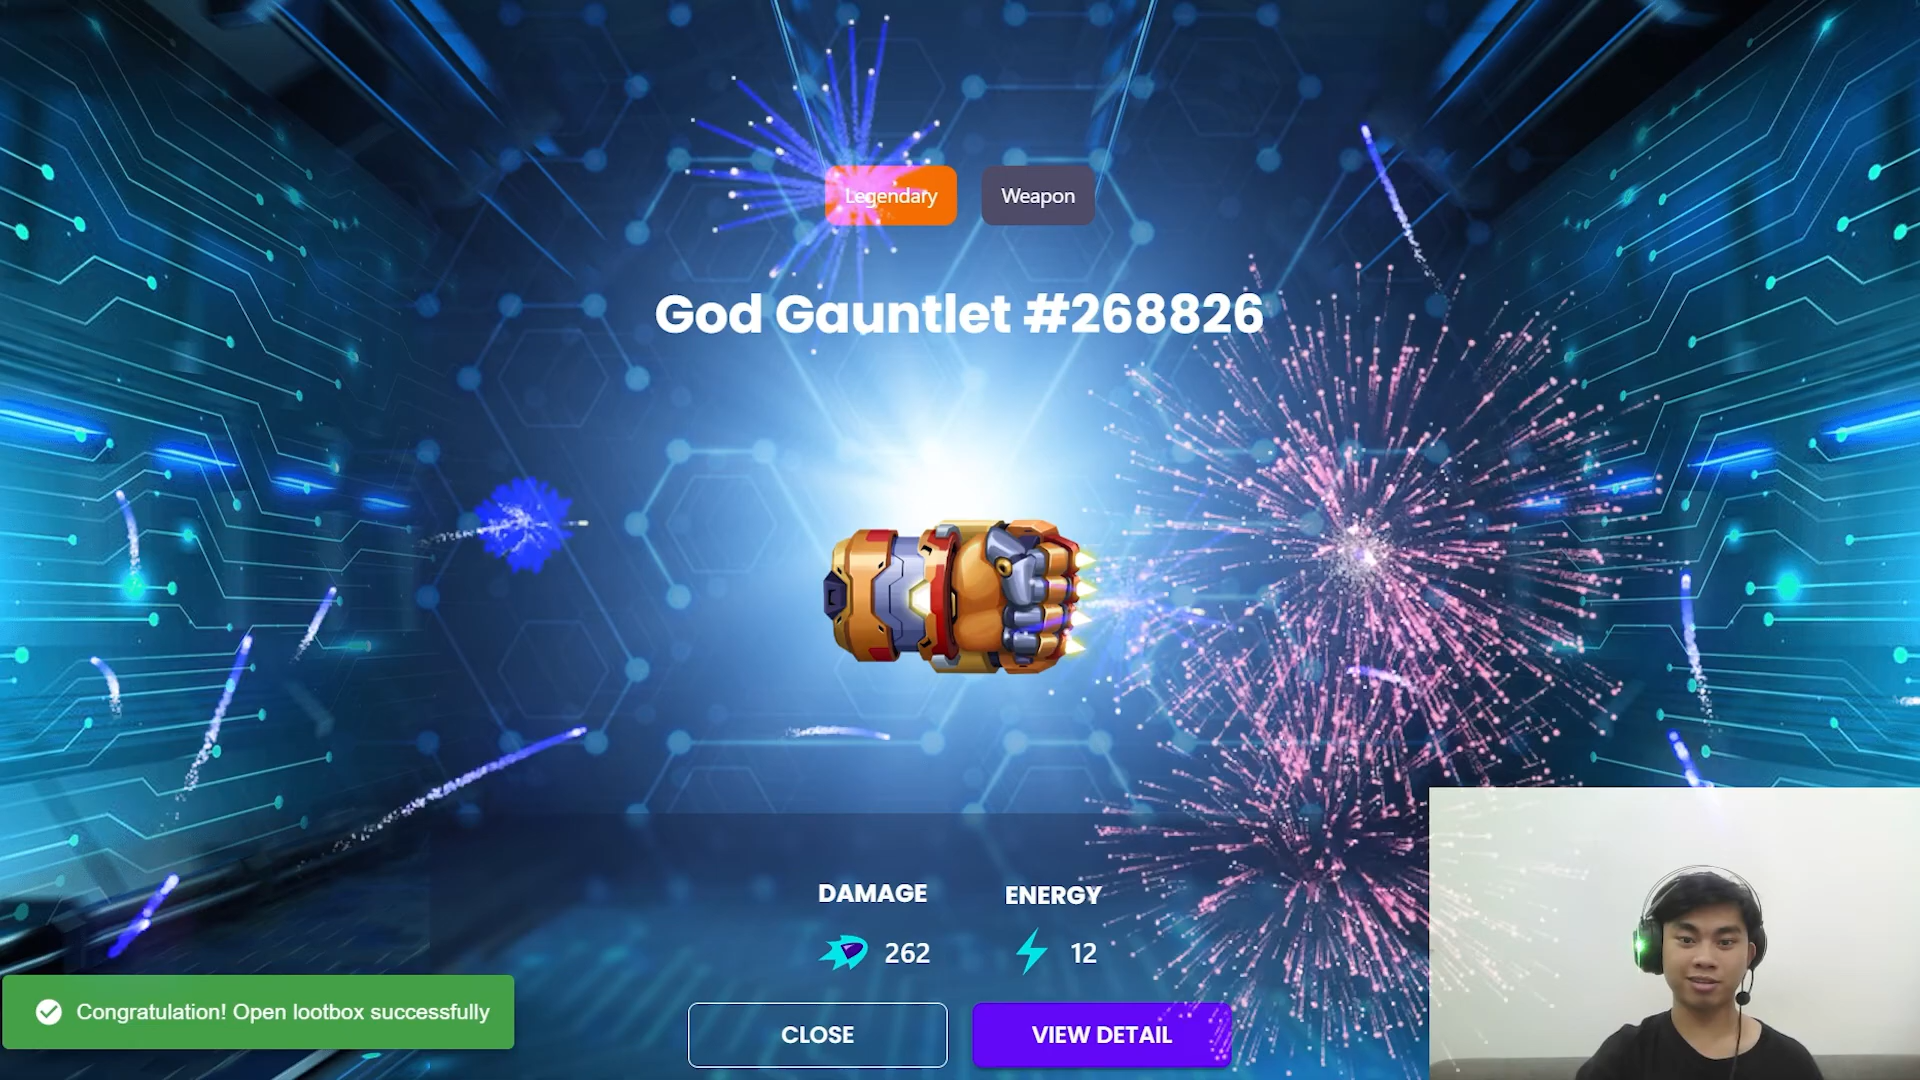 Legendary
Weapon
God Gauntlet #268826
DAMAGE
ENERGY
262
12
Congratulation! Open lootbox successfully
CLOSE
VIEW DETAIL